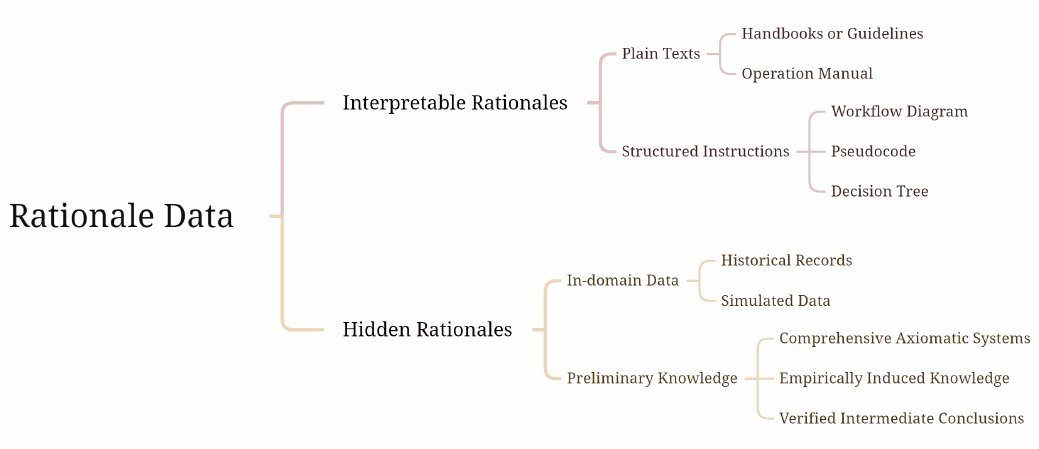 Rationale Data
Interpretable Rationales
Plain Texts
Handbooks or Guidelines
Operation Manual
Structured Instructions
Workflow Diagram
Pseudocode
Decision Tree
Hidden Rationales
In-domain Data
Historical Records
Simulated Data
Preliminary Knowledge
Comprehensive Axiomatic Systems
Empirically Induced Knowledge
Verified Intermediate Conclusions